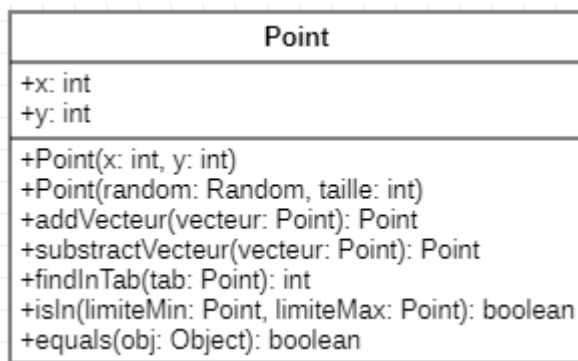 Point
+x: int
+y: int
+Point(x: int, y: int)
+Point(random: Random, taille: int)
+addVecteur(vecteur: Point): Point
+substractVecteur(vecteur: Point): Point
+findInTab(tab: Point): int
+isIn(limiteMin: Point, limiteMax: Point): boolean
+equals(obj: Object): boolean